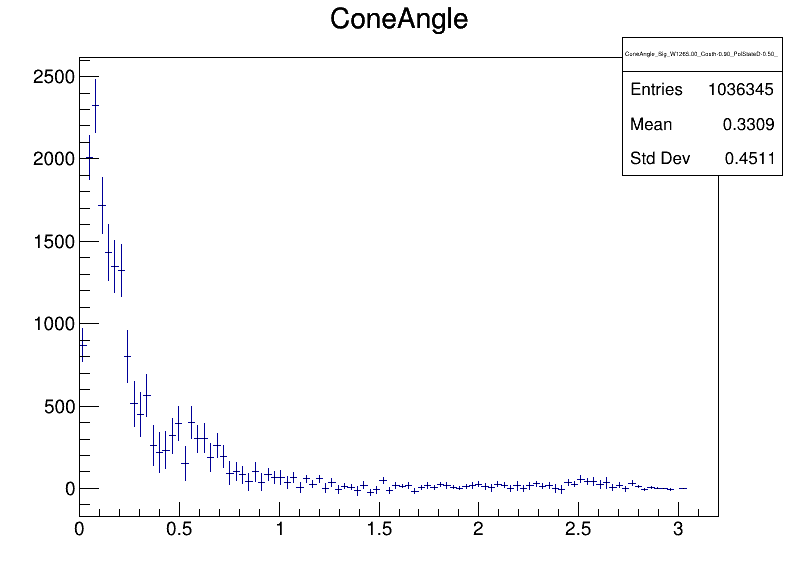 ConeAngle
ConeAngle_Sig_W1265.00_Costh-0.90_PolStateD-0.50_
Entries 1036345
Mean 0.3309
Std Dev 0.4511
2500
2000
1500
1000
500
0
0 0.5 1 1.5 2 2.5 3